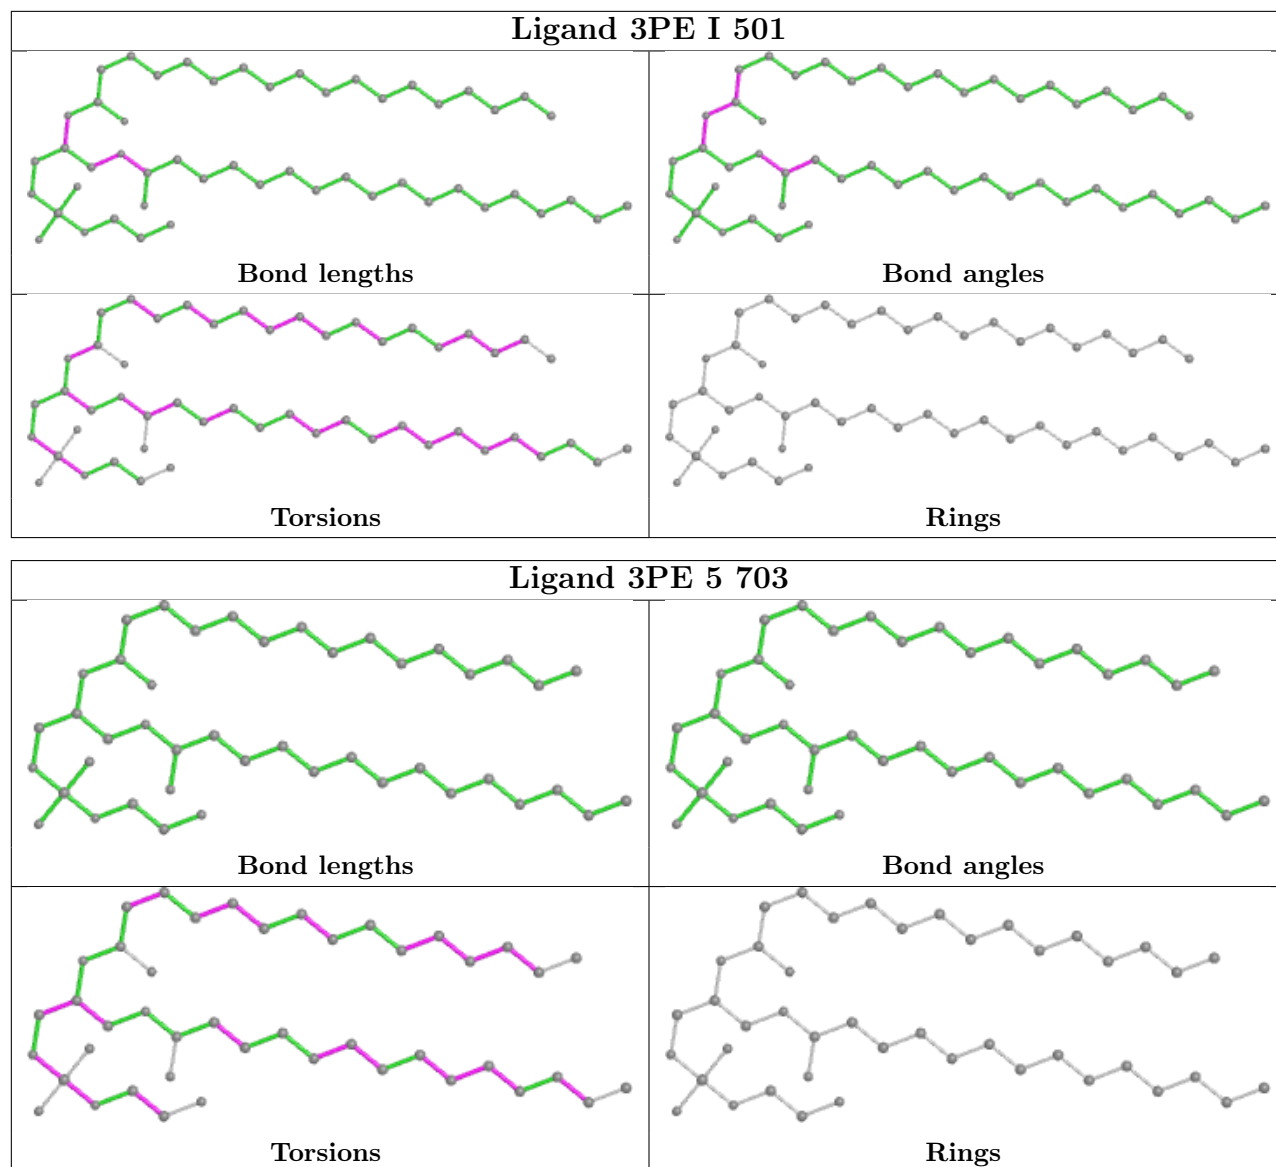 Ligand 3PE I 501
Bond lengths
Bond angles
Torsions
Rings
Ligand 3PE 5 703
Bond lengths
Bond angles
Torsions
Rings